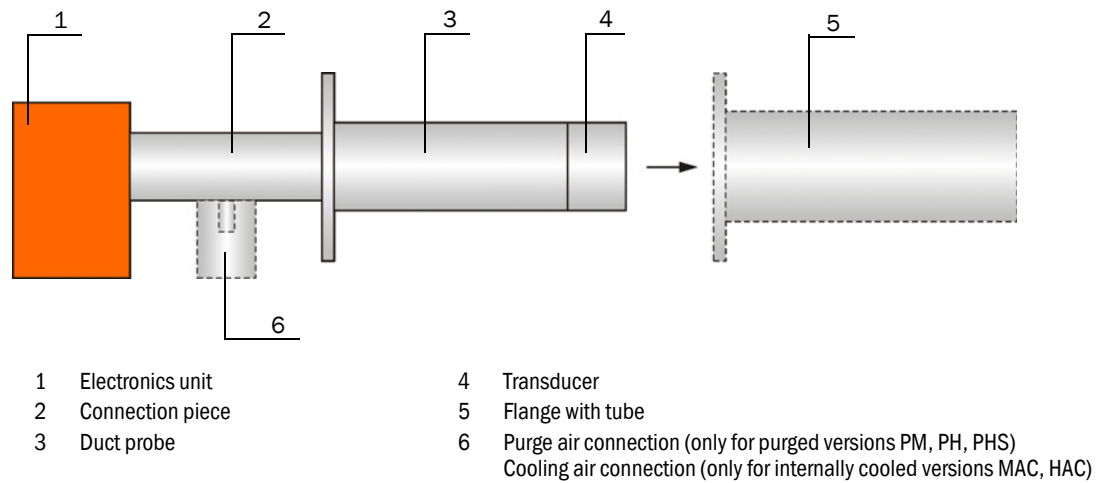 1
2
3
4
5
6
1 Electronics unit
2 Connection piece
3 Duct probe
4 Transducer
5 Flange with tube
6 Purge air connection (only for purged versions PM, PH, PHS)
Cooling air connection (only for internally cooled versions MAC, HAC)